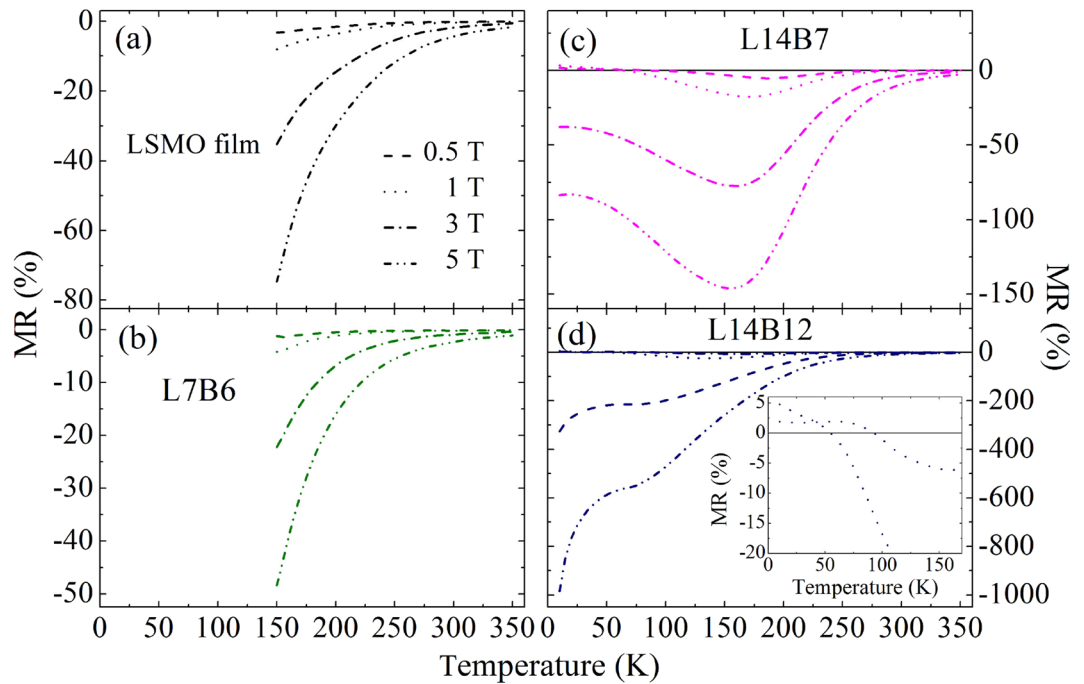 (a)
0
-20
-40
-60
-80
LSMO film
0.5 T
1 T
3 T
5 T
MR (%)
(b)
0
-10
-20
-30
-40
-50
L7B6
0 50 100 150 200 250 300 350
(c)
L14B7
0
-50
-100
-150
MR (%)
(d)
L14B12
0
-200
-400
-600
-800
-1000
5
0
-5
-10
-15
-20
MR (%)
0 50 100 150
Temperature (K)
0 50 100 150 200 250 300 350
Temperature (K)
Temperature (K)